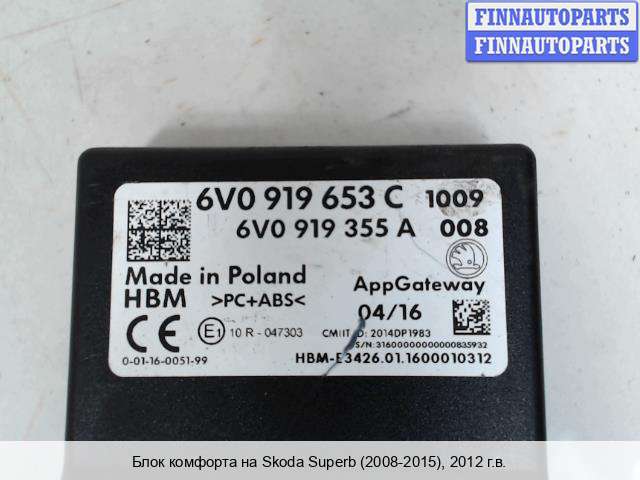 FINNAUTOPARTS
FINNAUTOPARTS
6V0 919 653 C 1009
6V0 919 355 A 008
Made in Poland
HBM >PC+ABS<
AppGateway
04/16
CE E1 10 R - 047303
CMIIT ID: 2014DP1983
S/N: 3160000000000000835932
0-01-16-0051-99
HBM-E3426.01.1600010312
Блок комфорта на Skoda Superb (2008-2015), 2012 г.в.